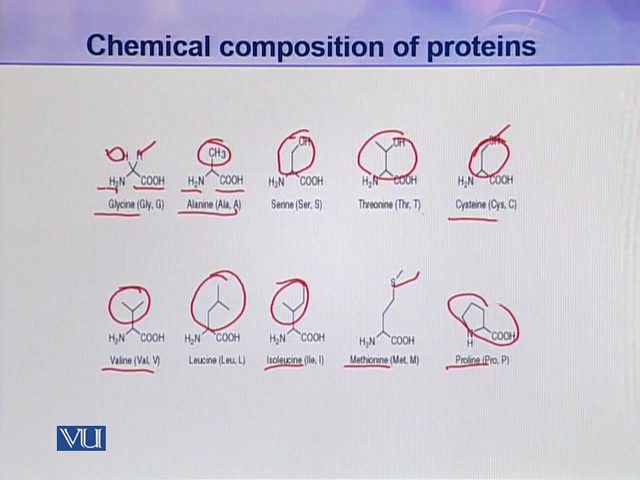 Chemical composition of proteins
H H CH3 OH OH SH
H₂N COOH H₂N COOH H₂N COOH H₂N COOH H₂N COOH
Glycine (Gly, G) Alanine (Ala, A) Serine (Ser, S) Threonine (Thr, T) Cysteine (Cys, C)
S
H₂N COOH H₂N COOH H₂N COOH H₂N COOH N H COOH
Valine (Val, V) Leucine (Leu, L) Isoleucine (Ile, I) Methionine (Met, M) Proline (Pro, P)
VU